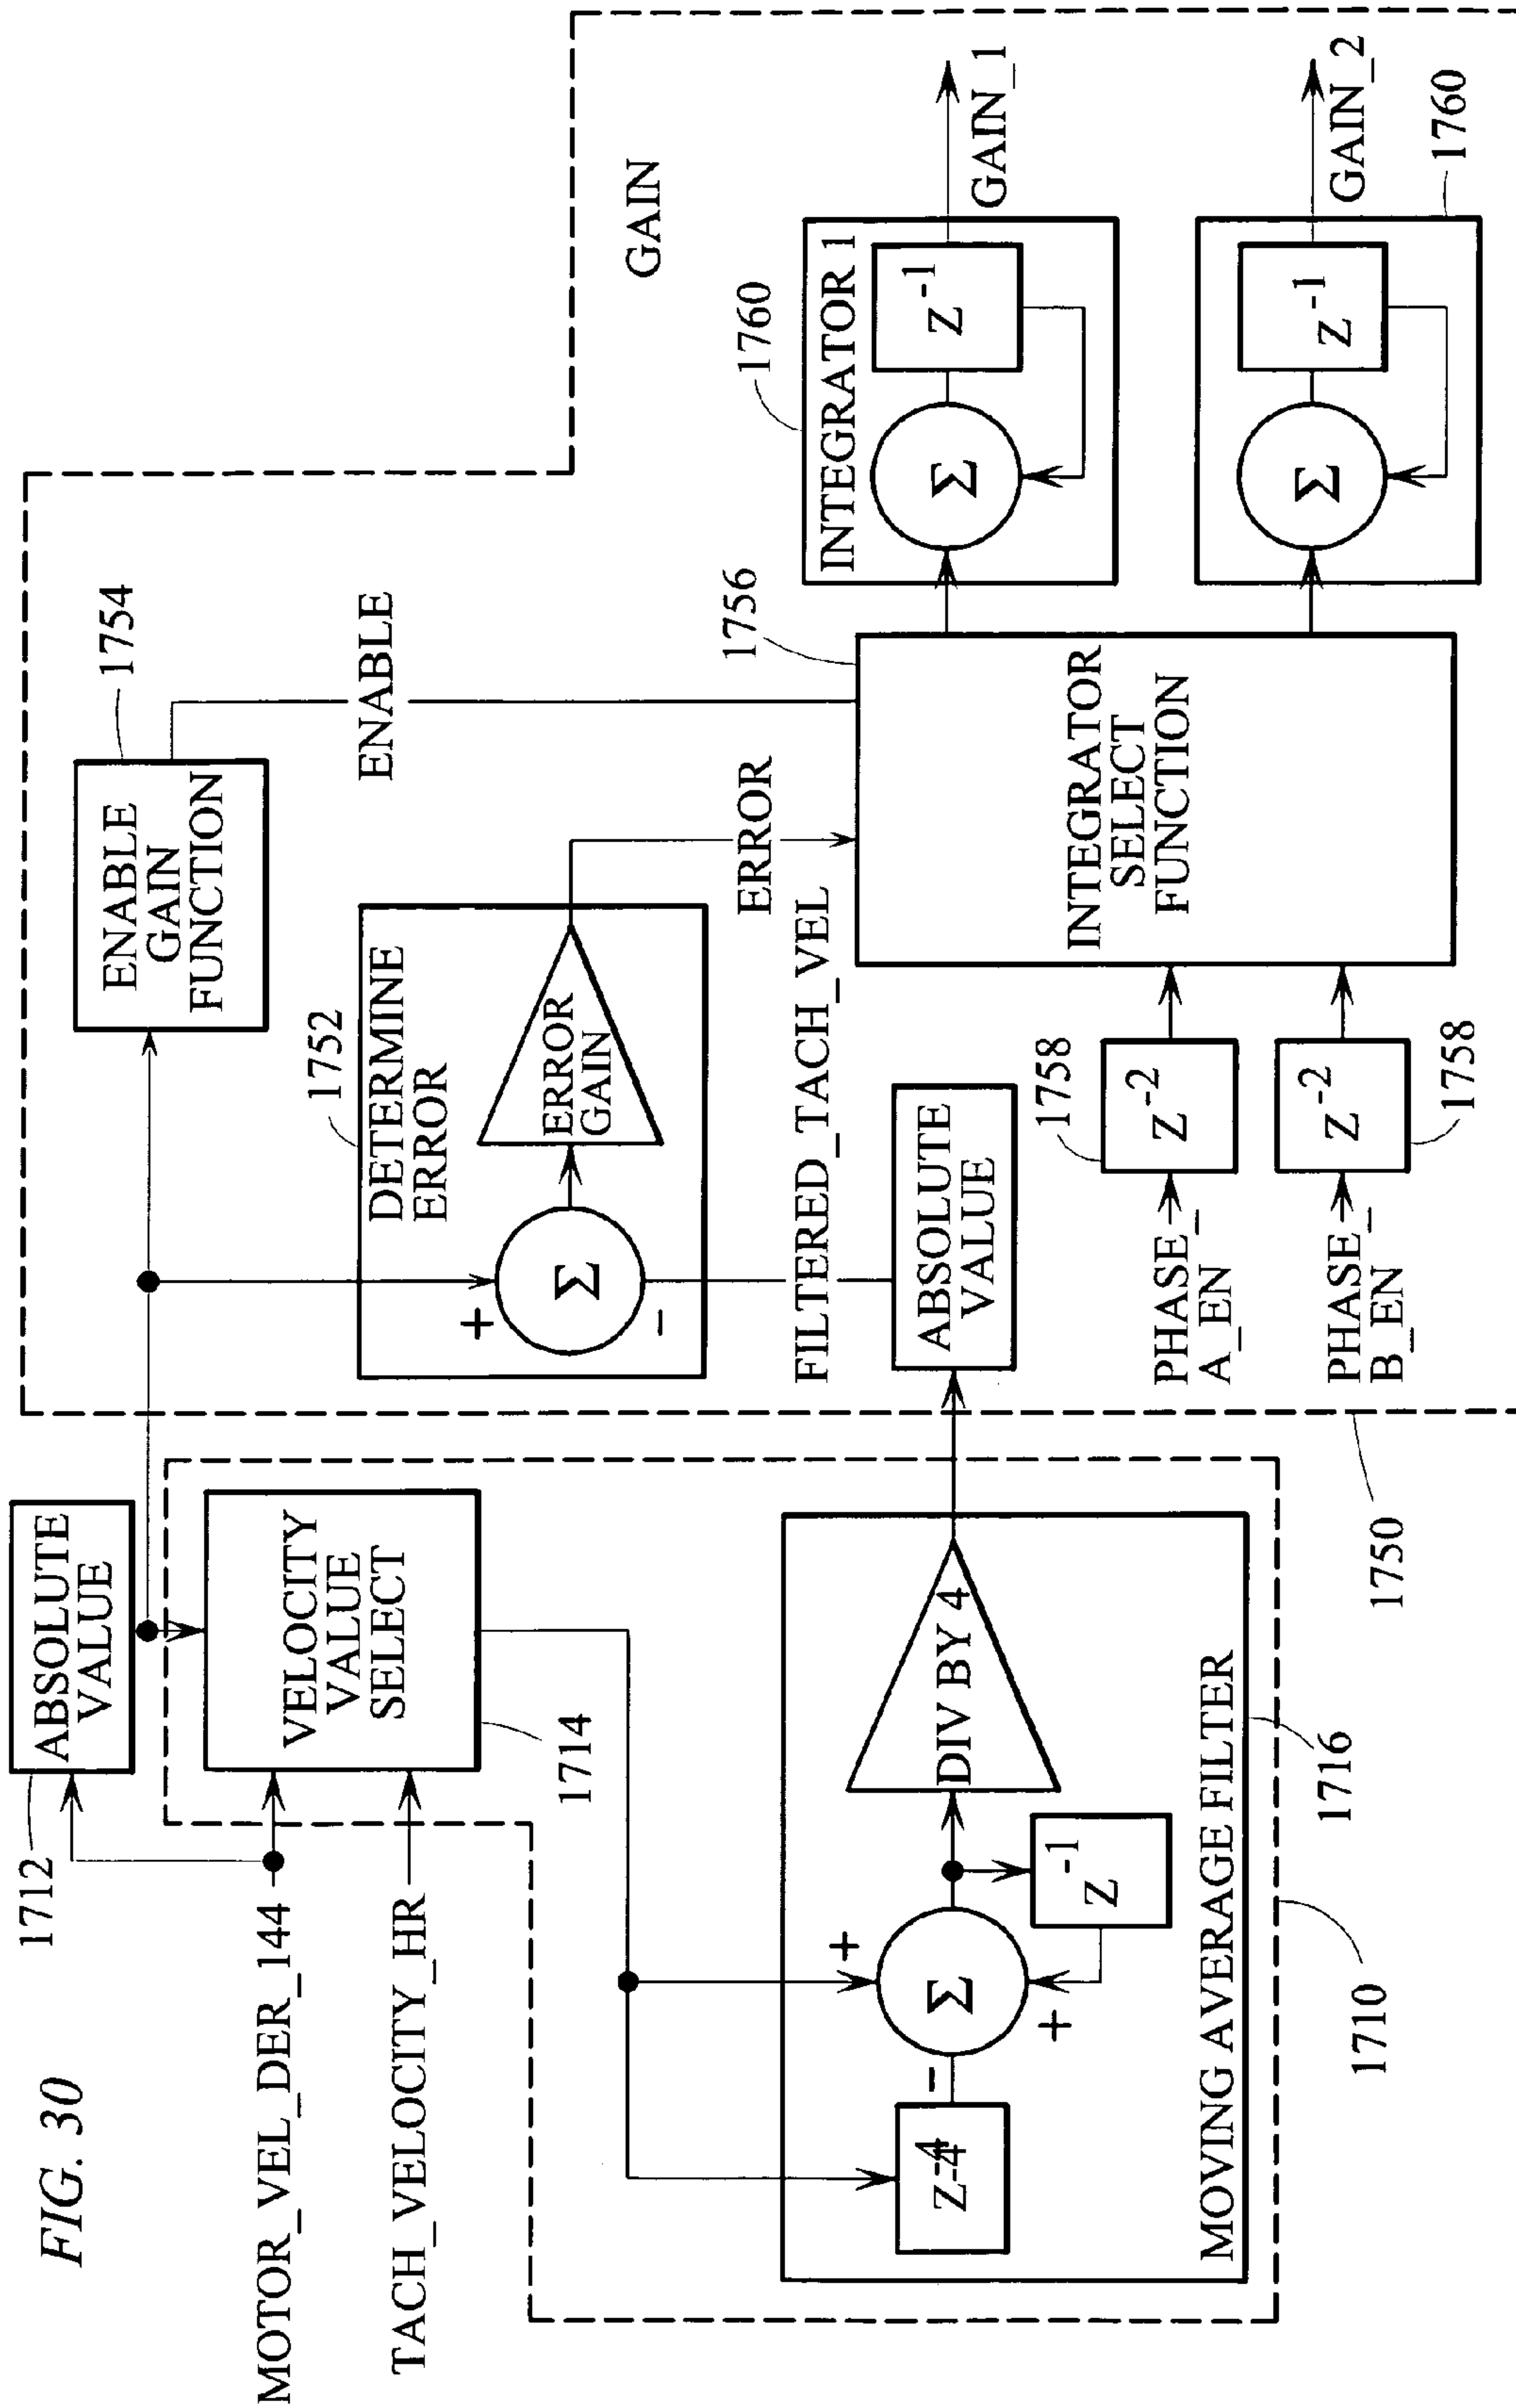 FIG. 30
1712
ABSOLUTE
VALUE
MOTOR_VEL_DER_144
TACH_VELOCITY_HR
VELOCITY
VALUE
SELECT
1714
Z-4
−
+
Σ
+
Z-1
DIV BY 4
MOVING AVERAGE FILTER
1716
1710
1750
ENABLE
GAIN
FUNCTION
1754
ENABLE
1752
DETERMINE
ERROR
+
Σ
−
ERROR
GAIN
ERROR
FILTERED_TACH_VEL
ABSOLUTE
VALUE
PHASE_
A_EN
Z-2
1758
PHASE_
B_EN
Z-2
1758
1756
INTEGRATOR
SELECT
FUNCTION
GAIN
1760
INTEGRATOR 1
Σ
Z-1
GAIN_1
Σ
Z-1
GAIN_2
1760